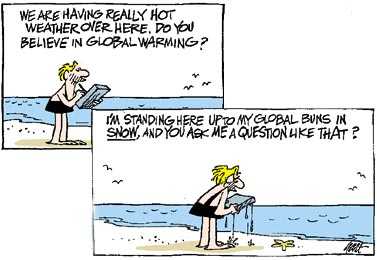 WE ARE HAVING REALLY HOT
WEATHER OVER HERE. DO YOU
BELIEVE IN GLOBAL WARMING?
I'M STANDING HERE UP TO MY GLOBAL BUNS IN
SNOW, AND YOU ASK ME A QUESTION LIKE THAT?